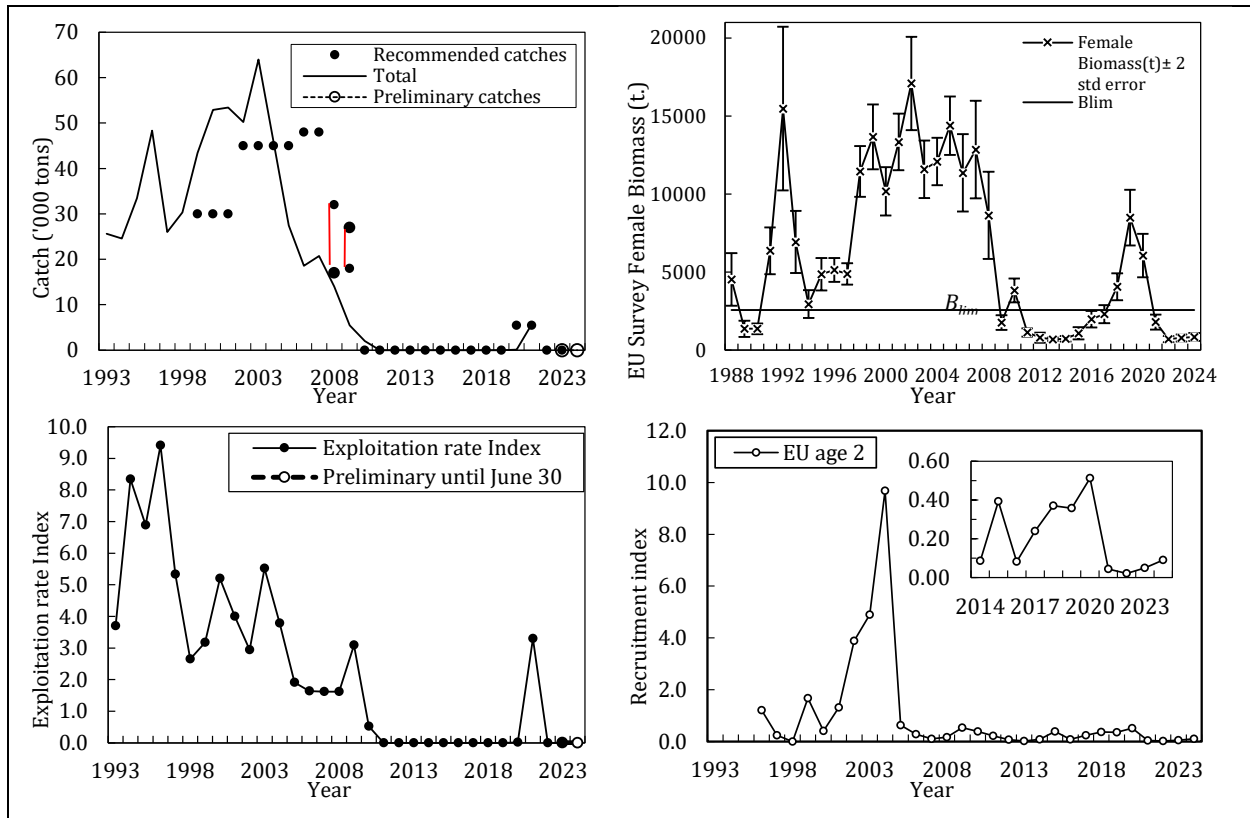 70
60
50
40
30
20
10
0
Catch ('000 tons)
Recommended catches
Total
Preliminary catches
1993 1998 2003 2008 2013 2018 2023
Year
20000
15000
10000
5000
0
EU Survey Female Biomass (t.)
Female
Biomass(t)± 2
std error
Blim
Blim
1988 1992 1996 2000 2004 2008 2012 2016 2020 2024
Year
10.0
9.0
8.0
7.0
6.0
5.0
4.0
3.0
2.0
1.0
0.0
Exploitation rate Index
Exploitation rate Index
Preliminary until June 30
1993 1998 2003 2008 2013 2018 2023
Year
12.0
10.0
8.0
6.0
4.0
2.0
0.0
Recruitment index
EU age 2
0.60
0.40
0.20
0.00
2014 2017 2020 2023
1993 1998 2003 2008 2013 2018 2023
Year